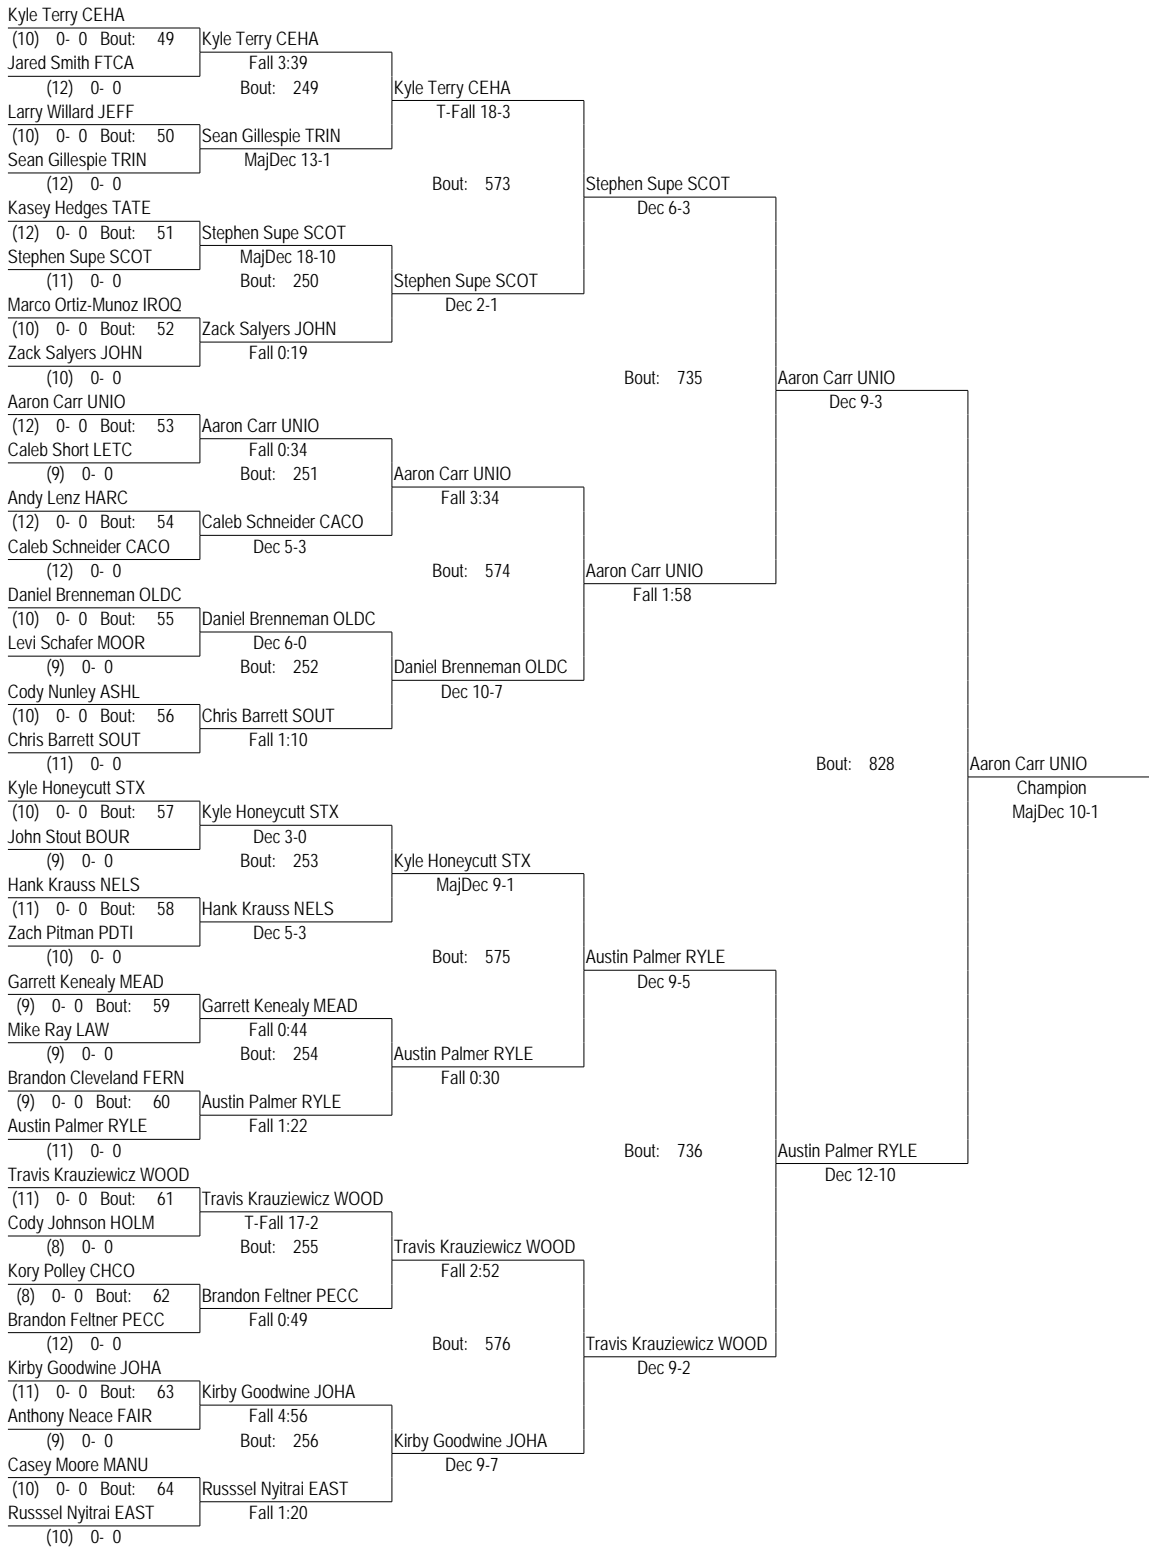 Kyle Terry CEHA
(10) 0- 0 Bout: 49 Kyle Terry CEHA
Jared Smith FTCA Fall 3:39
(12) 0- 0 Bout: 249 Kyle Terry CEHA
Larry Willard JEFF T-Fall 18-3
(10) 0- 0 Bout: 50 Sean Gillespie TRIN
Sean Gillespie TRIN MajDec 13-1
(12) 0- 0 Bout: 573 Stephen Supe SCOT
Kasey Hedges TATE Dec 6-3
(12) 0- 0 Bout: 51 Stephen Supe SCOT
Stephen Supe SCOT MajDec 18-10
(11) 0- 0 Bout: 250 Stephen Supe SCOT
Marco Ortiz-Munoz IROQ Dec 2-1
(10) 0- 0 Bout: 52 Zack Salyers JOHN
Zack Salyers JOHN Fall 0:19
(10) 0- 0 Bout: 735 Aaron Carr UNIO
Aaron Carr UNIO Dec 9-3
(12) 0- 0 Bout: 53 Aaron Carr UNIO
Caleb Short LETC Fall 0:34
(9) 0- 0 Bout: 251 Aaron Carr UNIO
Andy Lenz HARC Fall 3:34
(12) 0- 0 Bout: 54 Caleb Schneider CACO
Caleb Schneider CACO Dec 5-3
(12) 0- 0 Bout: 574 Aaron Carr UNIO
Daniel Brenneman OLDC Fall 1:58
(10) 0- 0 Bout: 55 Daniel Brenneman OLDC
Levi Schafer MOOR Dec 6-0
(9) 0- 0 Bout: 252 Daniel Brenneman OLDC
Cody Nunley ASHL Dec 10-7
(10) 0- 0 Bout: 56 Chris Barrett SOUT
Chris Barrett SOUT Fall 1:10
(11) 0- 0 Bout: 828 Aaron Carr UNIO
Kyle Honeycutt STX Champion
(10) 0- 0 Bout: 57 Kyle Honeycutt STX MajDec 10-1
John Stout BOUR Dec 3-0
(9) 0- 0 Bout: 253 Kyle Honeycutt STX
Hank Krauss NELS MajDec 9-1
(11) 0- 0 Bout: 58 Hank Krauss NELS
Zach Pitman PDTI Dec 5-3
(10) 0- 0 Bout: 575 Austin Palmer RYLE
Garrett Kenealy MEAD Dec 9-5
(9) 0- 0 Bout: 59 Garrett Kenealy MEAD
Mike Ray LAW Fall 0:44
(9) 0- 0 Bout: 254 Austin Palmer RYLE
Brandon Cleveland FERN Fall 0:30
(9) 0- 0 Bout: 60 Austin Palmer RYLE
Austin Palmer RYLE Fall 1:22
(11) 0- 0 Bout: 736 Austin Palmer RYLE
Travis Krauziewicz WOOD Dec 12-10
(11) 0- 0 Bout: 61 Travis Krauziewicz WOOD
Cody Johnson HOLM T-Fall 17-2
(8) 0- 0 Bout: 255 Travis Krauziewicz WOOD
Kory Polley CHCO Fall 2:52
(8) 0- 0 Bout: 62 Brandon Feltner PECC
Brandon Feltner PECC Fall 0:49
(12) 0- 0 Bout: 576 Travis Krauziewicz WOOD
Kirby Goodwine JOHA Dec 9-2
(11) 0- 0 Bout: 63 Kirby Goodwine JOHA
Anthony Neace FAIR Fall 4:56
(9) 0- 0 Bout: 256 Kirby Goodwine JOHA
Casey Moore MANU Dec 9-7
(10) 0- 0 Bout: 64 Russsel Nyitrai EAST
Russsel Nyitrai EAST Fall 1:20
(10) 0- 0